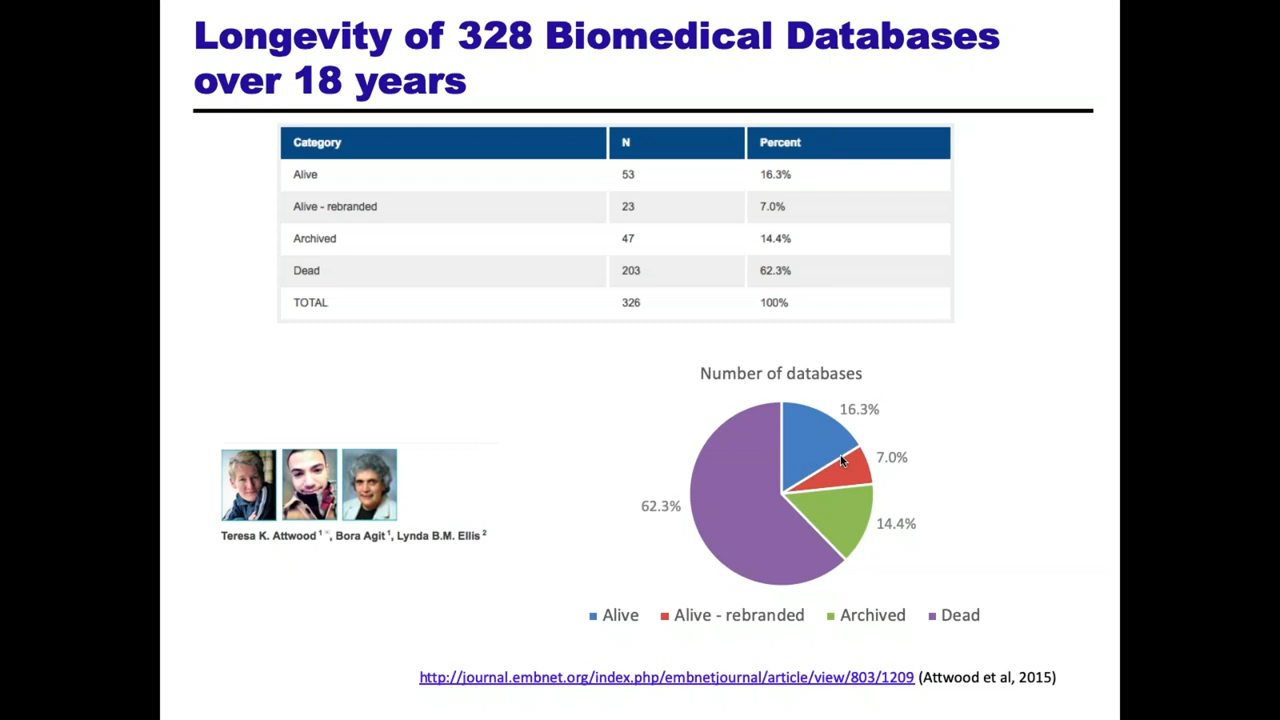 Longevity of 328 Biomedical Databases
over 18 years
Category N Percent
Alive 53 16.3%
Alive - rebranded 23 7.0%
Archived 47 14.4%
Dead 203 62.3%
TOTAL 326 100%
Number of databases
16.3%
7.0%
62.3%
14.4%
Teresa K. Attwood 1✉, Bora Agit 1, Lynda B.M. Ellis 2
Alive Alive - rebranded Archived Dead
http://journal.embnet.org/index.php/embnetjournal/article/view/803/1209 (Attwood et al, 2015)